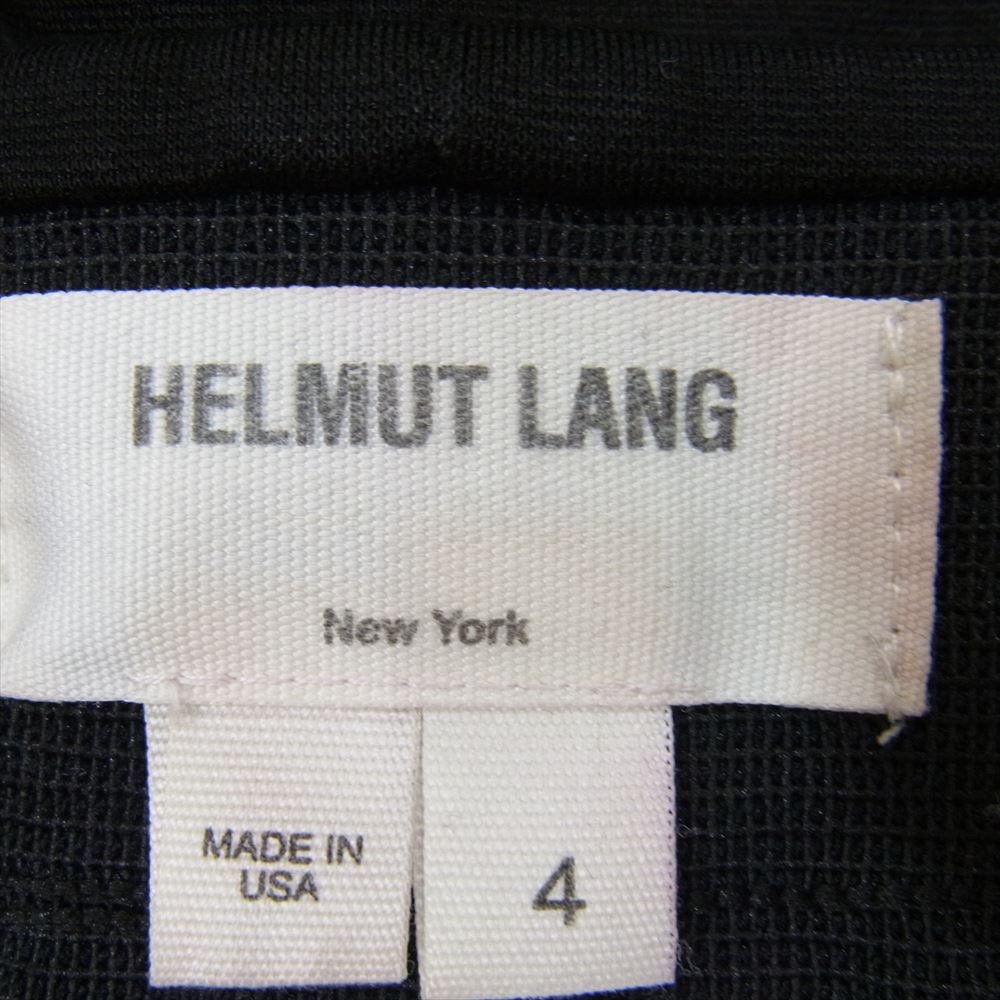 HELMUT LANG
New York
MADE IN
USA
4